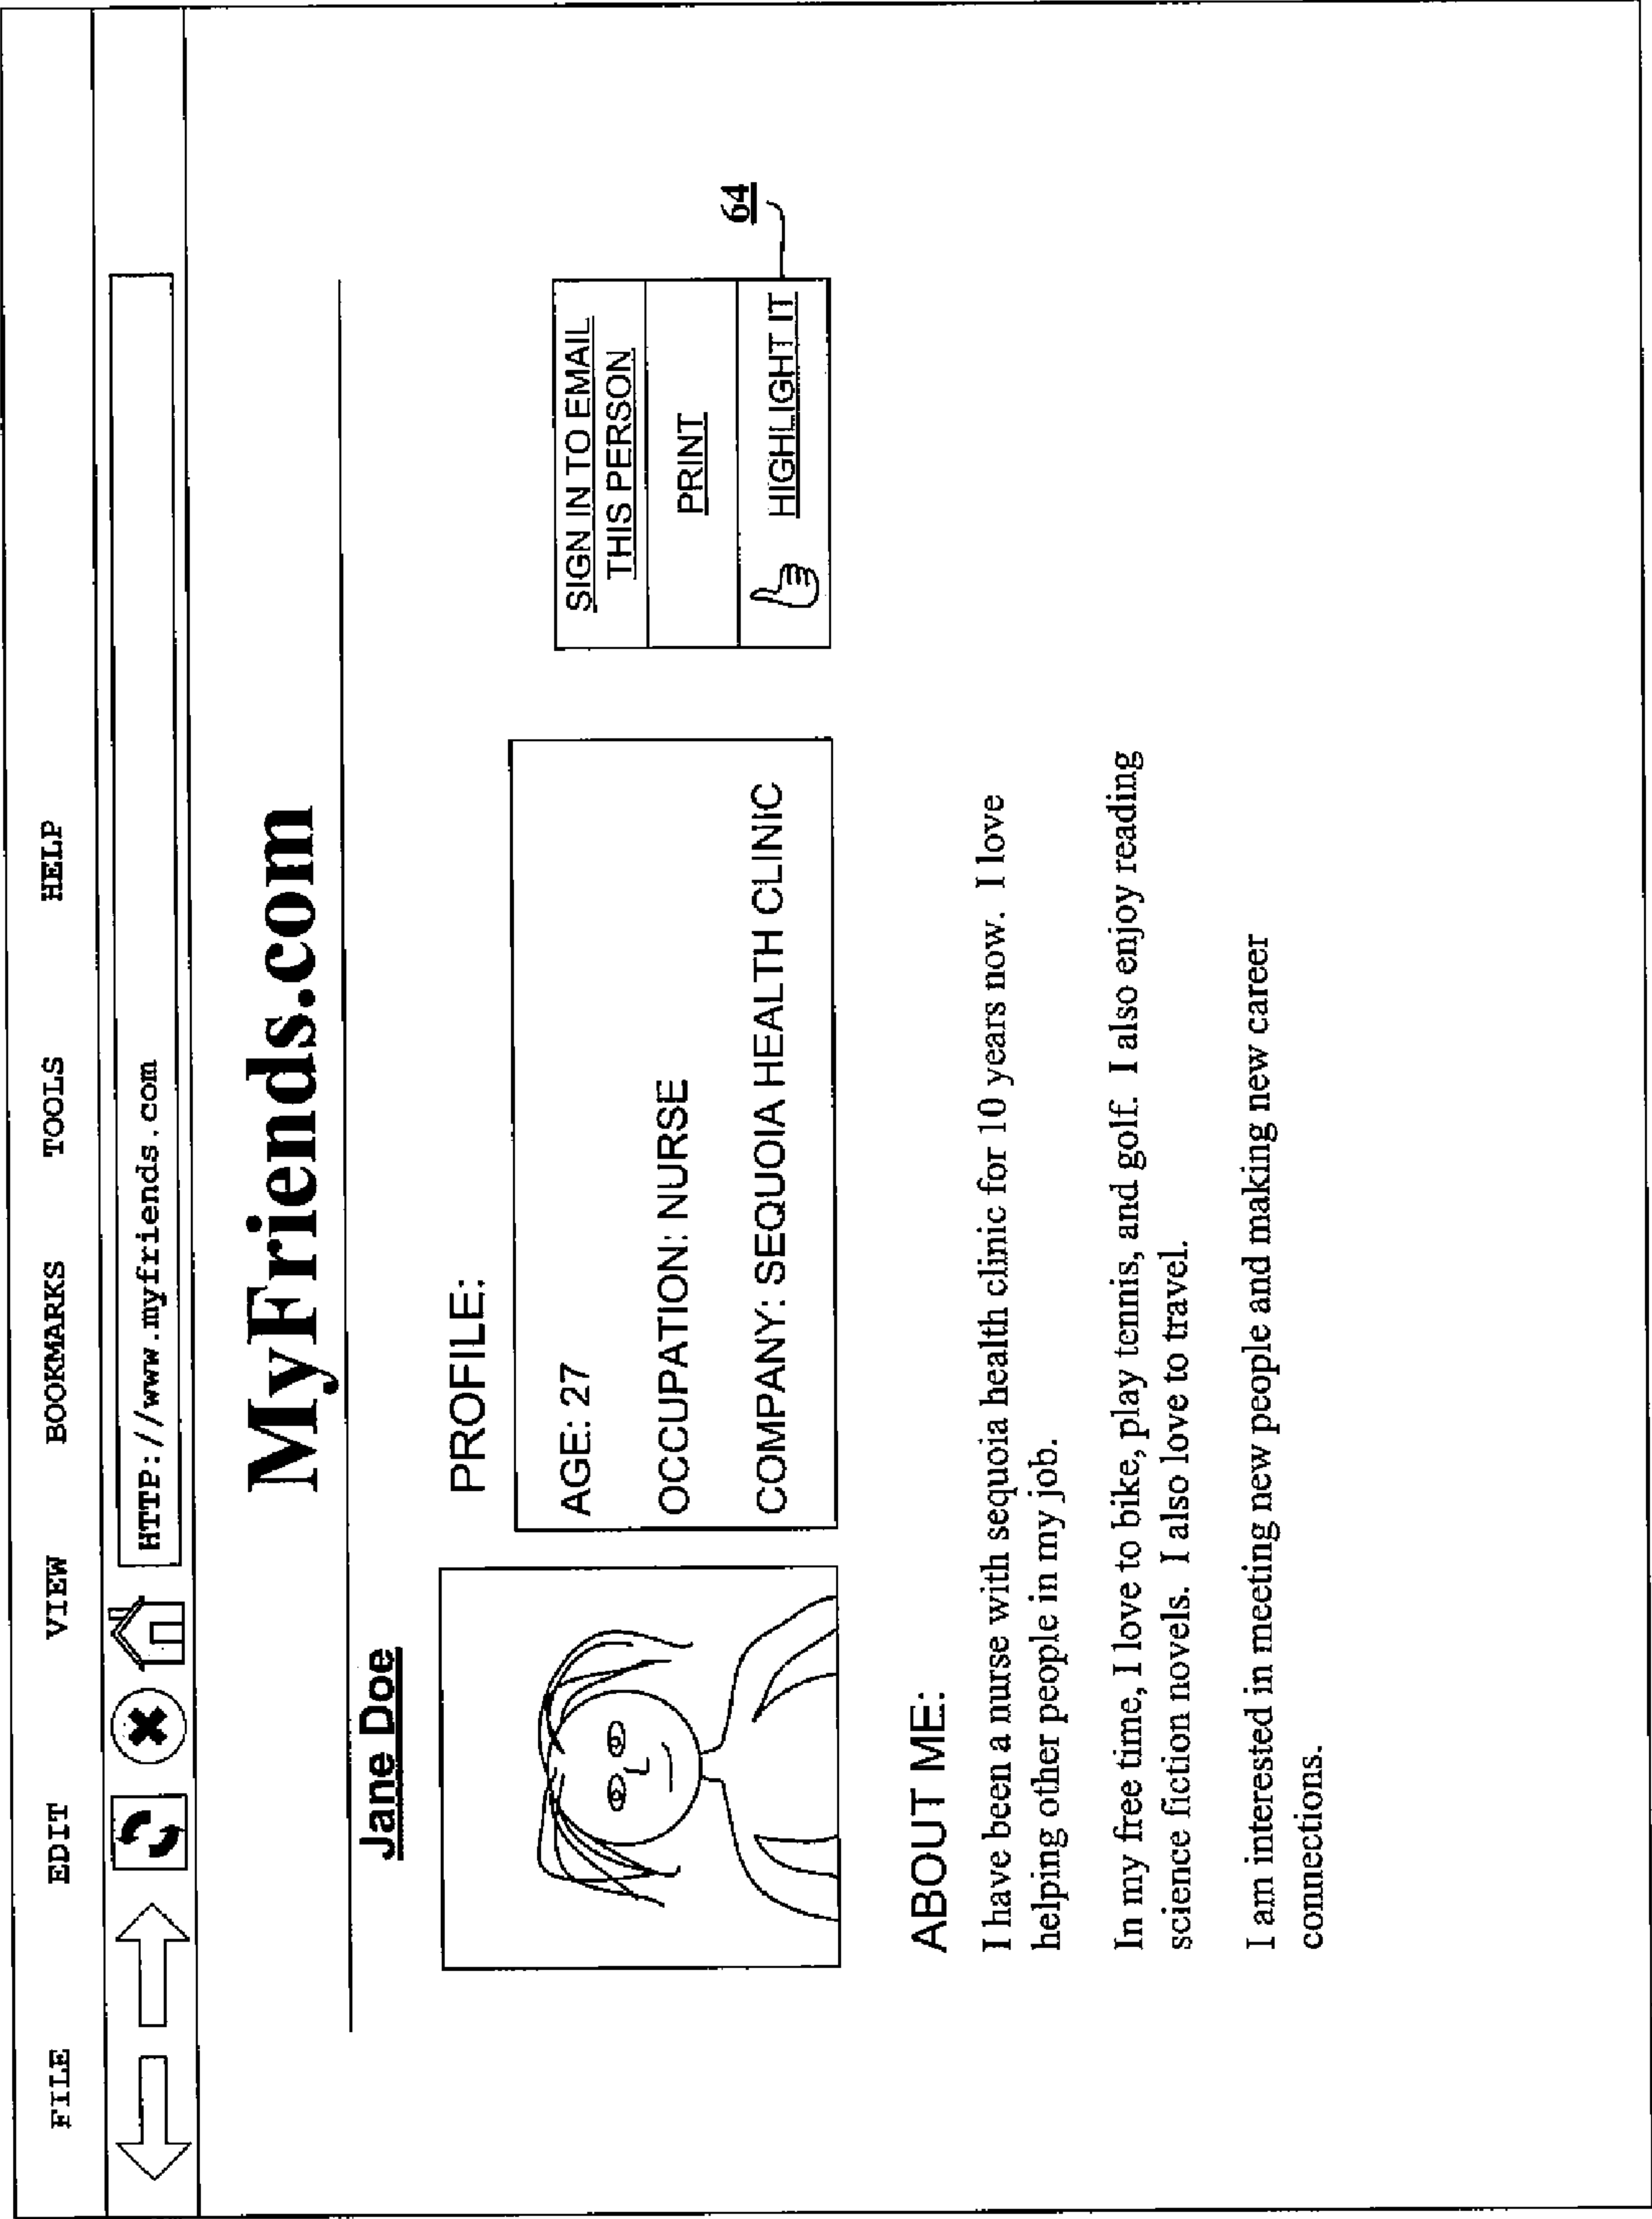 FILE EDIT VIEW BOOKMARKS TOOLS HELP
HTTP://www.myfriends.com
MyFriends.com
Jane Doe
PROFILE:
AGE: 27
OCCUPATION: NURSE
COMPANY: SEQUOIA HEALTH CLINIC
SIGN IN TO EMAIL
THIS PERSON
PRINT
HIGHLIGHT IT
64
ABOUT ME:
I have been a nurse with sequoia health clinic for 10 years now. I love
helping other people in my job.
In my free time, I love to bike, play tennis, and golf. I also enjoy reading
science fiction novels. I also love to travel.
I am interested in meeting new people and making new career
connections.